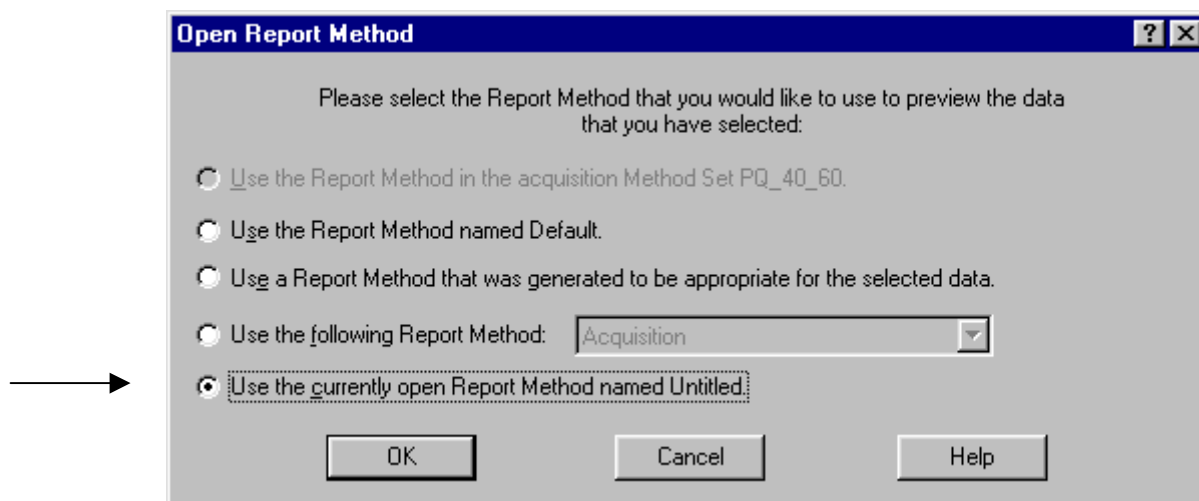 Open Report Method
Please select the Report Method that you would like to use to preview the data
that you have selected:
Use the Report Method in the acquisition Method Set PQ_40_60.
Use the Report Method named Default.
Use a Report Method that was generated to be appropriate for the selected data.
Use the following Report Method: Acquisition
Use the currently open Report Method named Untitled.
OK Cancel Help